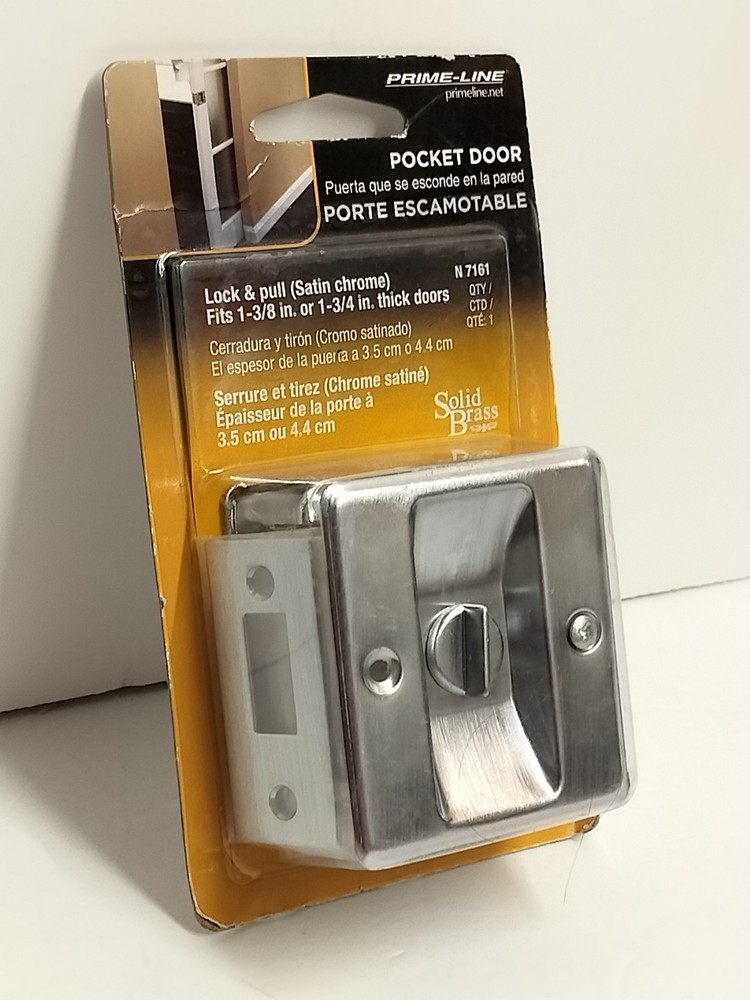 PRIME-LINE
primeline.net
POCKET DOOR
Puerta que se esconde en la pared
PORTE ESCAMOTABLE
Lock & pull (Satin chrome)
Fits 1-3/8 in. or 1-3/4 in. thick doors
N 7161
QTY /
CTD /
QTÉ: 1
Cerradura y tirón (Cromo satinado)
El espesor de la puerta a 3.5 cm o 4.4 cm
Serrure et tirez (Chrome satiné)
Épaisseur de la porte à
3.5 cm ou 4.4 cm
Solid
Brass